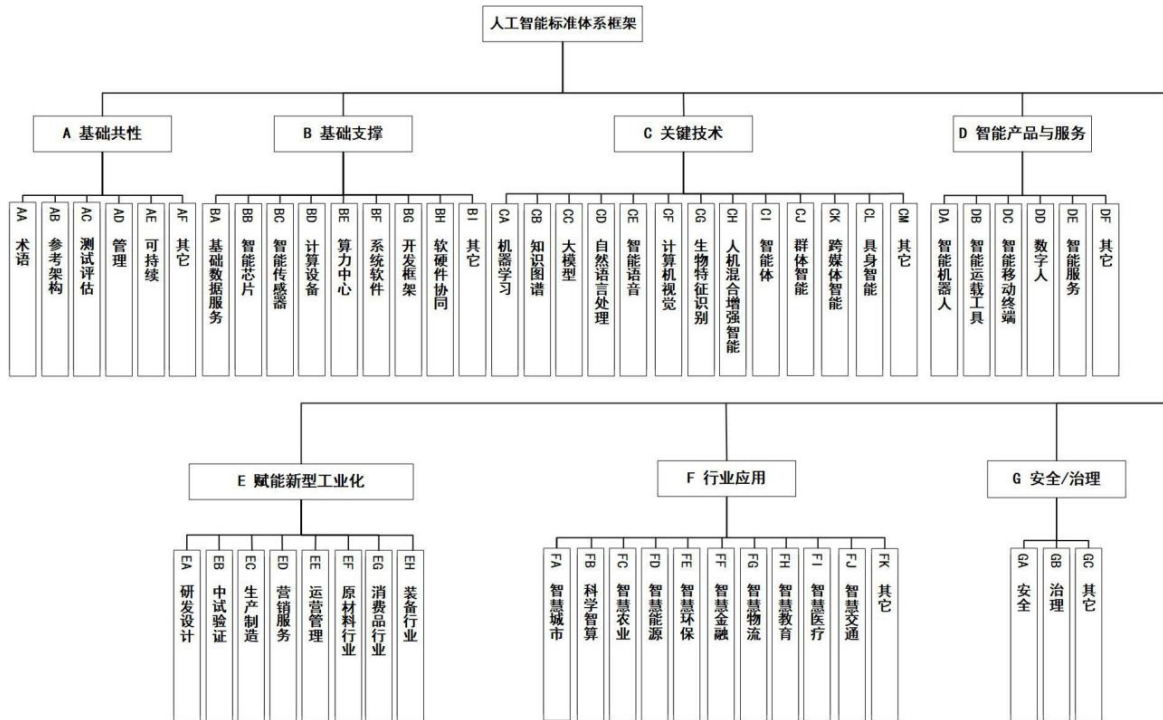 人工智能标准体系框架
A 基础共性
B 基础支撑
C 关键技术
D 智能产品与服务
AA 术语
AB 参考架构
AC 测试评估
AD 管理
AE 可持续
AF 其它
BA 基础数据服务
BB 智能芯片
BC 智能传感器
BD 计算设备
BE 算力中心
BF 系统软件
BG 开发框架
BH 软硬件协同
BI 其它
CA 机器学习
CB 知识图谱
CC 大模型
CD 自然语言处理
CE 智能语音
CF 计算机视觉
CG 生物特征识别
CH 人机混合增强智能
CI 智能体
CJ 群体智能
CK 跨媒体智能
CL 具身智能
CM 其它
DA 智能机器人
DB 智能运载工具
DC 智能移动终端
DD 数字人
DE 智能服务
DF 其它
E 赋能新型工业化
F 行业应用
G 安全/治理
EA 研发设计
EB 中试验证
EC 生产制造
ED 营销服务
EE 运营管理
EF 原材料行业
EG 消费品行业
EH 装备行业
FA 智慧城市
FB 科学智算
FC 智慧农业
FD 智慧能源
FE 智慧环保
FF 智慧金融
FG 智慧物流
FH 智慧教育
FI 智慧医疗
FJ 智慧交通
FK 其它
GA 安全
GB 治理
GC 其它